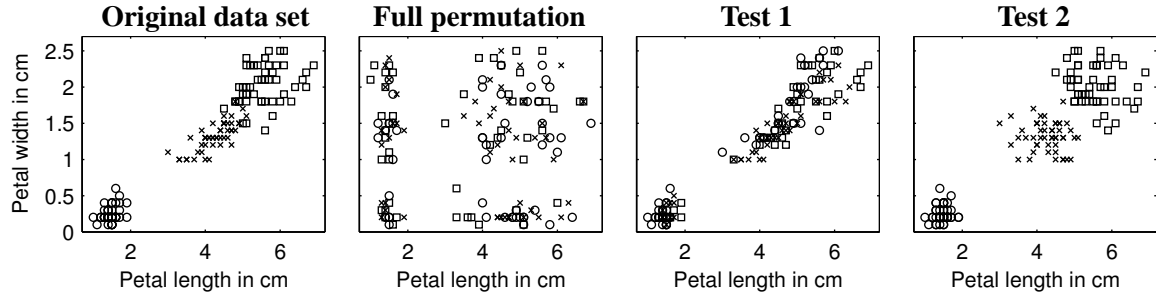 Original data set
Full permutation
Test 1
Test 2
Petal width in cm
2.5
2
1.5
1
0.5
0
2 4 6
2 4 6
2 4 6
2 4 6
Petal length in cm
Petal length in cm
Petal length in cm
Petal length in cm